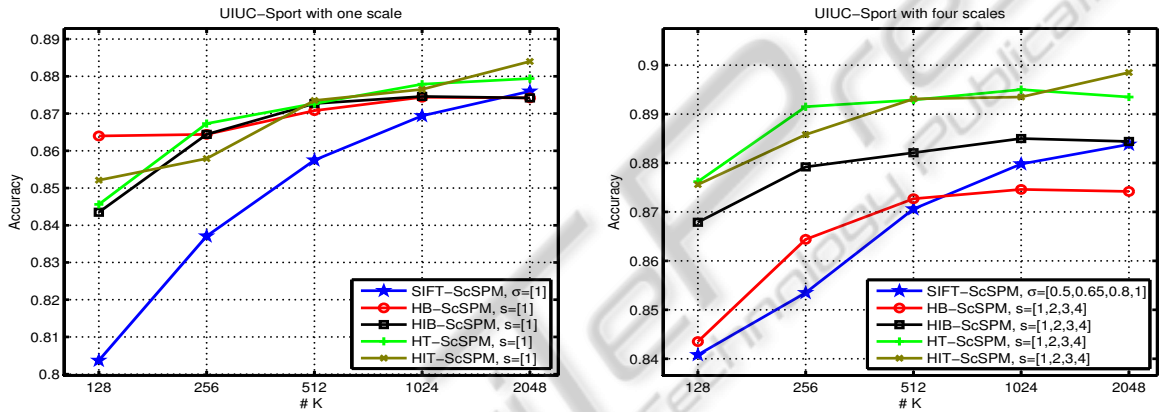 UIUC-Sport with one scale
0.89
0.88
0.87
0.86
0.85
0.84
0.83
0.82
0.81
0.8
Accuracy
SIFT-ScSPM, σ=[1]
HB-ScSPM, s=[1]
HIB-ScSPM, s=[1]
HT-ScSPM, s=[1]
HIT-ScSPM, s=[1]
128 256 512 1024 2048
# K
UIUC-Sport with four scales
0.9
0.89
0.88
0.87
0.86
0.85
0.84
Accuracy
SIFT-ScSPM, σ=[0.5,0.65,0.8,1]
HB-ScSPM, s=[1,2,3,4]
HIB-ScSPM, s=[1,2,3,4]
HT-ScSPM, s=[1,2,3,4]
HIT-ScSPM, s=[1,2,3,4]
128 256 512 1024 2048
# K